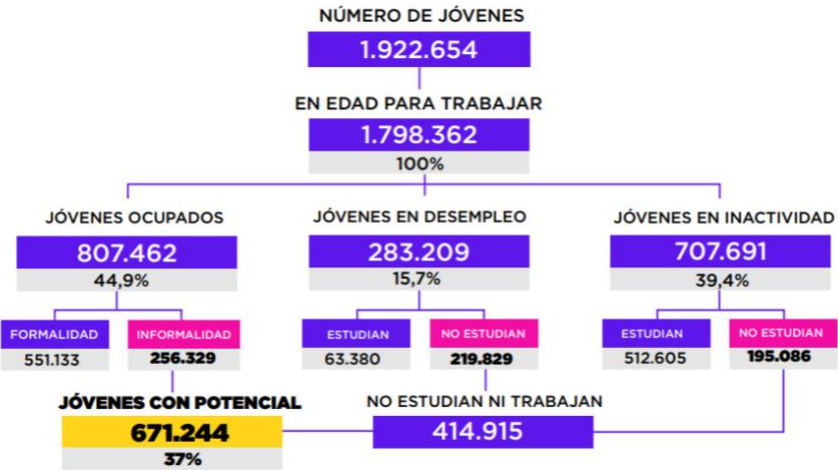 NÚMERO DE JÓVENES
1.922.654
EN EDAD PARA TRABAJAR
1.798.362
100%
JÓVENES OCUPADOS
807.462
44,9%
JÓVENES EN DESEMPLEO
283.209
15,7%
JÓVENES EN INACTIVIDAD
707.691
39,4%
FORMALIDAD
551.133
INFORMALIDAD
256.329
ESTUDIAN
63.380
NO ESTUDIAN
219.829
ESTUDIAN
512.605
NO ESTUDIAN
195.086
JÓVENES CON POTENCIAL
671.244
37%
NO ESTUDIAN NI TRABAJAN
414.915